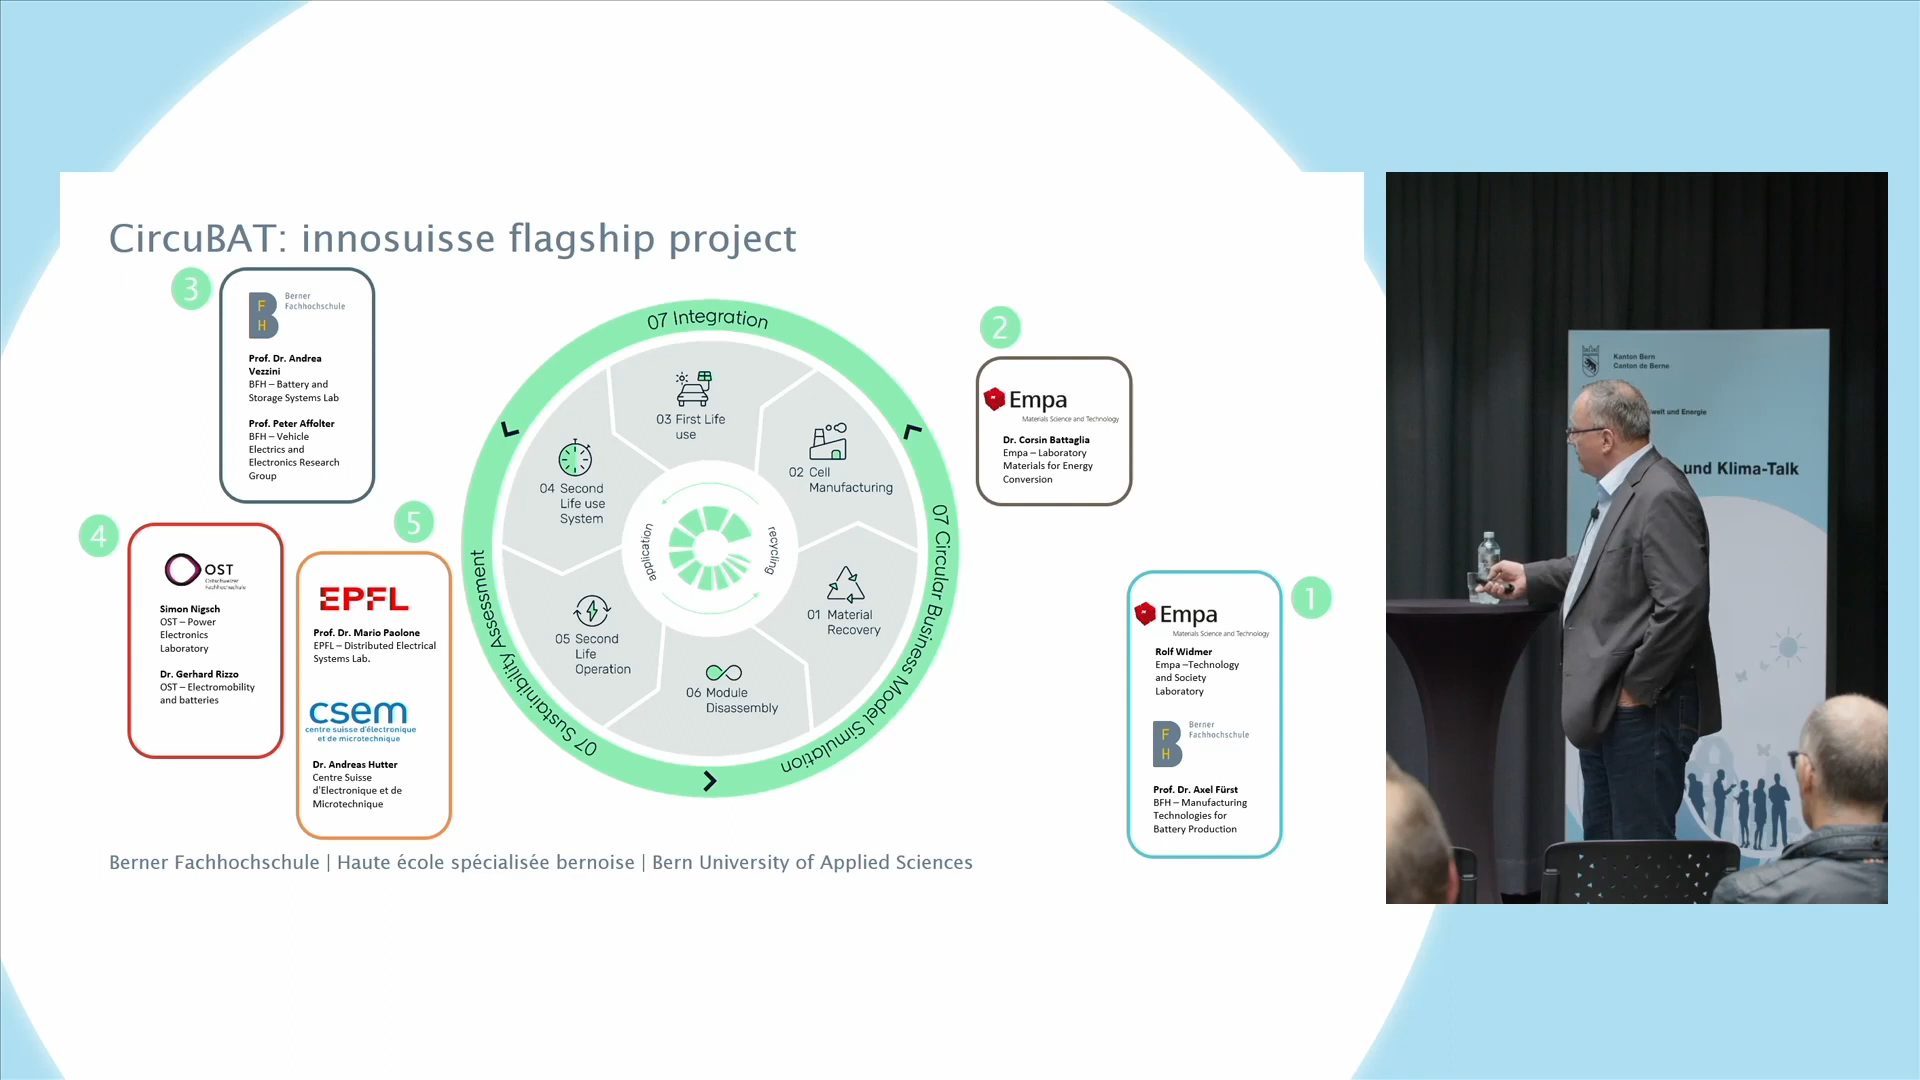 CircuBAT: innosuisse flagship project
3
F
H
Berner
Fachhochschule
Prof. Dr. Andrea
Vezzini
BFH – Battery and
Storage Systems Lab
Prof. Peter Affolter
BFH – Vehicle
Electrics and
Electronics Research
Group
4
OST
Ostschweizer
Fachhochschule
Simon Nigsch
OST – Power
Electronics
Laboratory
Dr. Gerhard Rizzo
OST – Electromobility
and batteries
5
EPFL
Prof. Dr. Mario Paolone
EPFL – Distributed Electrical
Systems Lab.
csem
centre suisse d'électronique
et de microtechnique
Dr. Andreas Hutter
Centre Suisse
d'Electronique et de
Microtechnique
07 Integration
07 Circular Business Model Simulation
07 Sustainibility Assessment
03 First Life
use
02 Cell
Manufacturing
01 Material
Recovery
06 Module
Disassembly
05 Second
Life
Operation
04 Second
Life use
System
application
recycling
2
Empa
Materials Science and Technology
Dr. Corsin Battaglia
Empa – Laboratory
Materials for Energy
Conversion
1
Empa
Materials Science and Technology
Rolf Widmer
Empa –Technology
and Society
Laboratory
F
H
Berner
Fachhochschule
Prof. Dr. Axel Fürst
BFH – Manufacturing
Technologies for
Battery Production
Berner Fachhochschule | Haute école spécialisée bernoise | Bern University of Applied Sciences
Kanton Bern
Canton de Berne
welt und Energie
und Klima-Talk